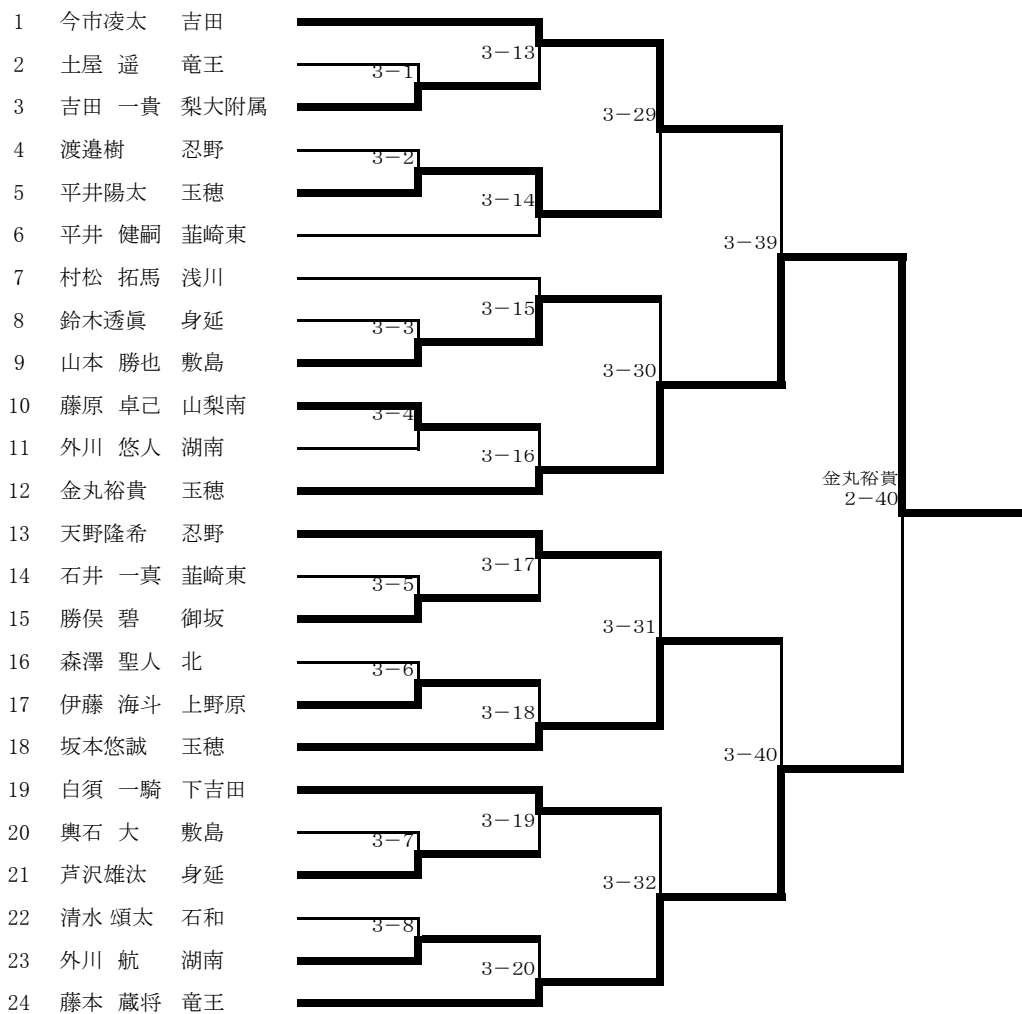 1 今市凌太 吉田
3－13
2 土屋 遥 竜王
3－1
3 吉田 一貴 梨大附属
3－29
4 渡邉樹 忍野
3－2
5 平井陽太 玉穂
3－14
6 平井 健嗣 韮崎東
3－39
7 村松 拓馬 浅川
3－15
8 鈴木透眞 身延
3－3
9 山本 勝也 敷島
3－30
10 藤原 卓己 山梨南
3－4
11 外川 悠人 湖南
3－16
12 金丸裕貴 玉穂
金丸裕貴
2－40
13 天野隆希 忍野
3－17
14 石井 一真 韮崎東
3－5
15 勝俣 碧 御坂
3－31
16 森澤 聖人 北
3－6
17 伊藤 海斗 上野原
3－18
18 坂本悠誠 玉穂
3－40
19 白須 一騎 下吉田
3－19
20 輿石 大 敷島
3－7
21 芦沢雄汰 身延
3－32
22 清水 頌太 石和
3－8
23 外川 航 湖南
3－20
24 藤本 蔵将 竜王